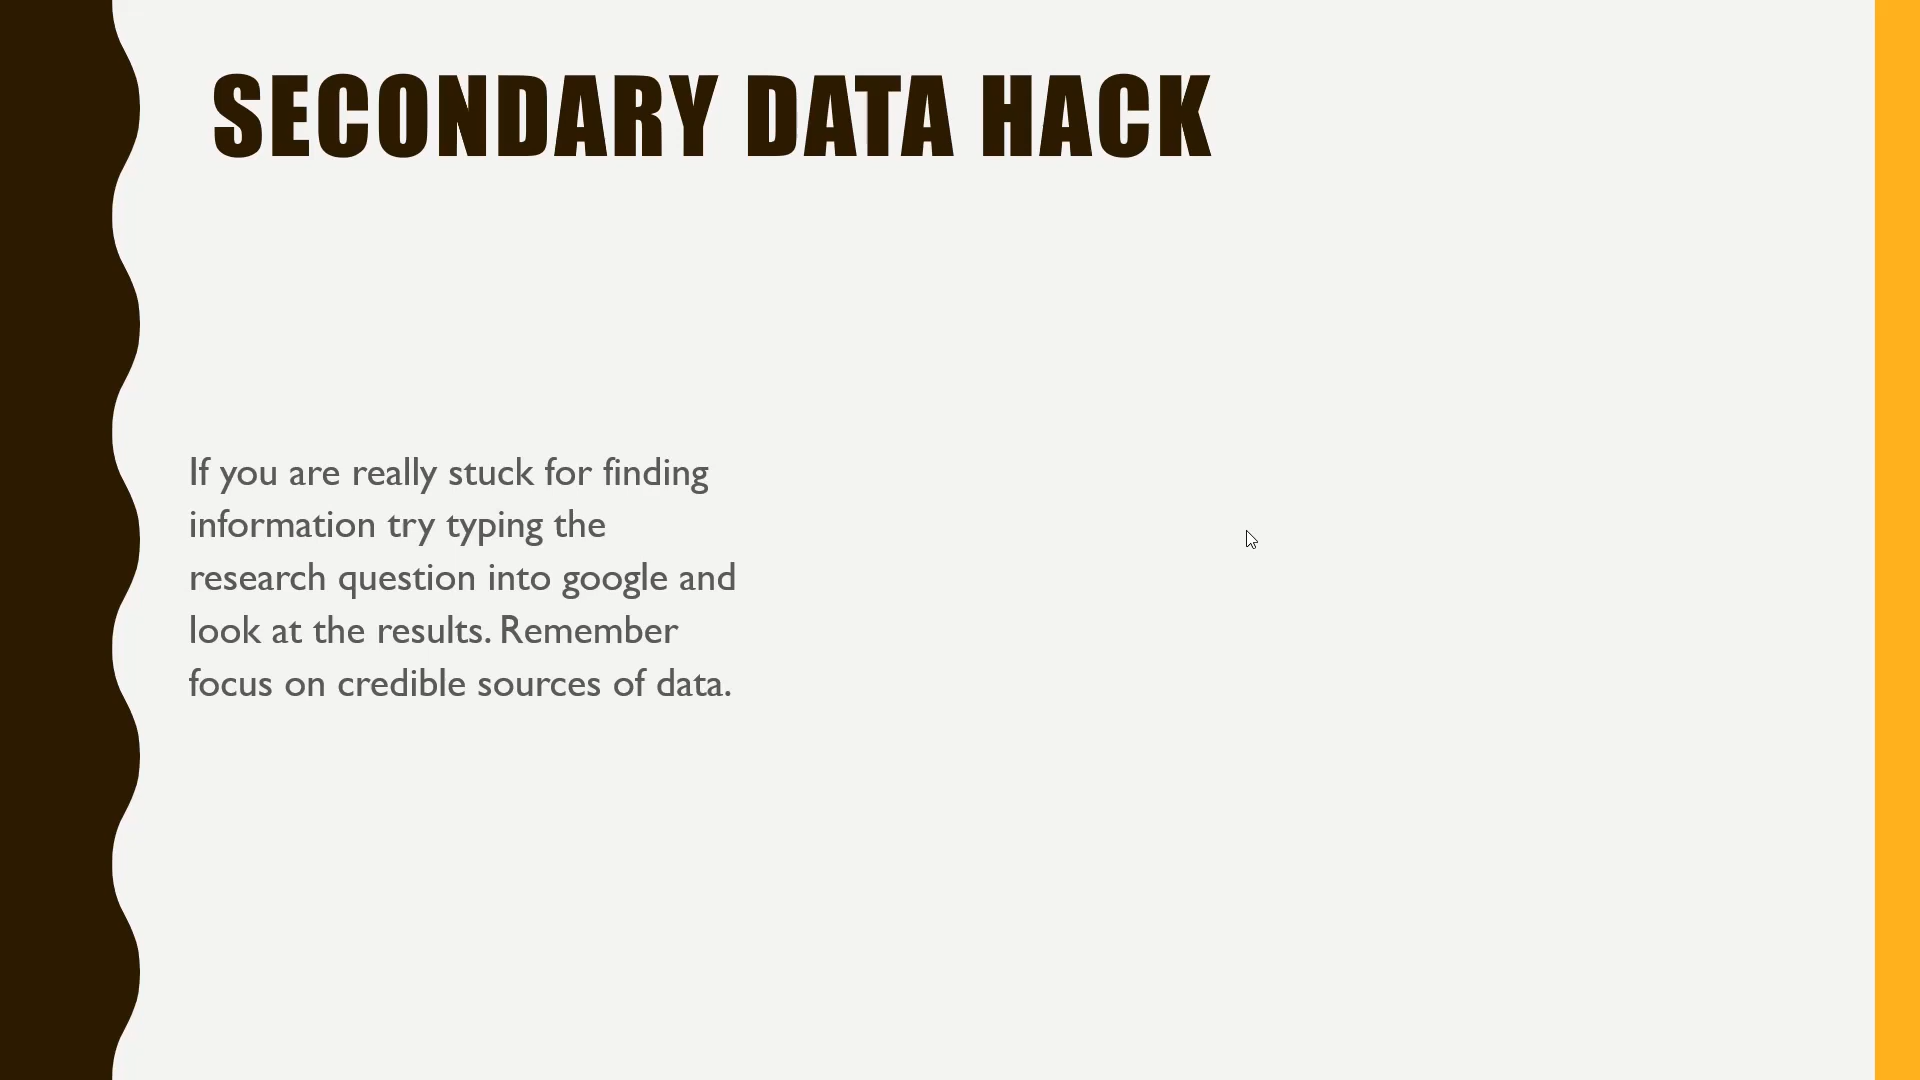 SECONDARY DATA HACK
If you are really stuck for finding
information try typing the
research question into google and
look at the results. Remember
focus on credible sources of data.